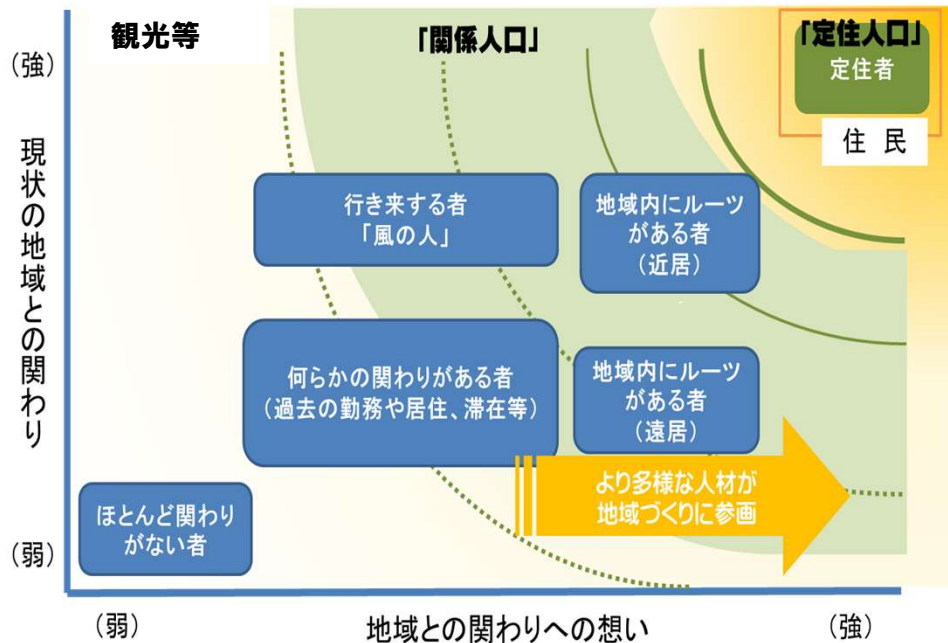 観光等
「関係人口」
「定住人口」
定住者
住 民
(強)
現状の地域との関わり
(弱)
行き来する者
「風の人」
地域内にルーツ
がある者
(近居)
何らかの関わりがある者
(過去の勤務や居住、滞在等)
地域内にルーツ
がある者
(遠居)
より多様な人材が
地域づくりに参画
ほとんど関わり
がない者
(弱)
地域との関わりへの想い
(強)